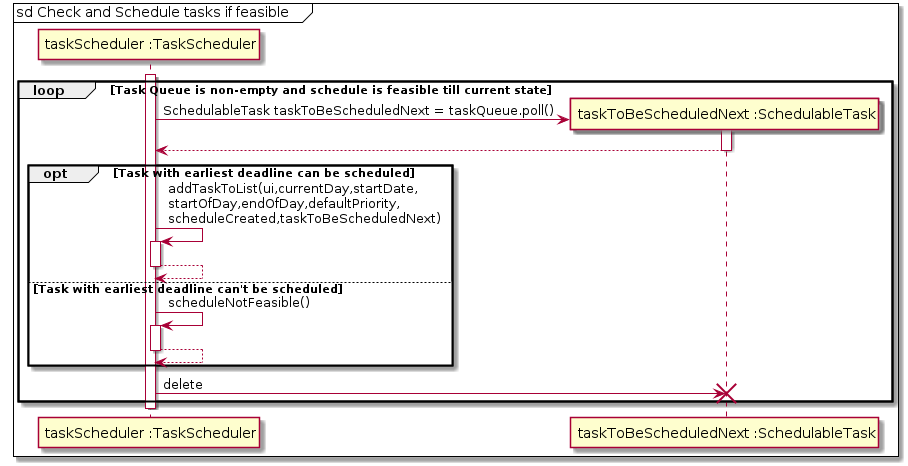 sd Check and Schedule tasks if feasible
taskScheduler :TaskScheduler
loop [Task Queue is non-empty and schedule is feasible till current state]
SchedulableTask taskToBeScheduledNext = taskQueue.poll()
taskToBeScheduledNext :SchedulableTask
opt [Task with earliest deadline can be scheduled]
addTaskToList(ui,currentDay,startDate,
startOfDay,endOfDay,defaultPriority,
scheduleCreated,taskToBeScheduledNext)
[Task with earliest deadline can't be scheduled]
scheduleNotFeasible()
delete
taskScheduler :TaskScheduler
taskToBeScheduledNext :SchedulableTask